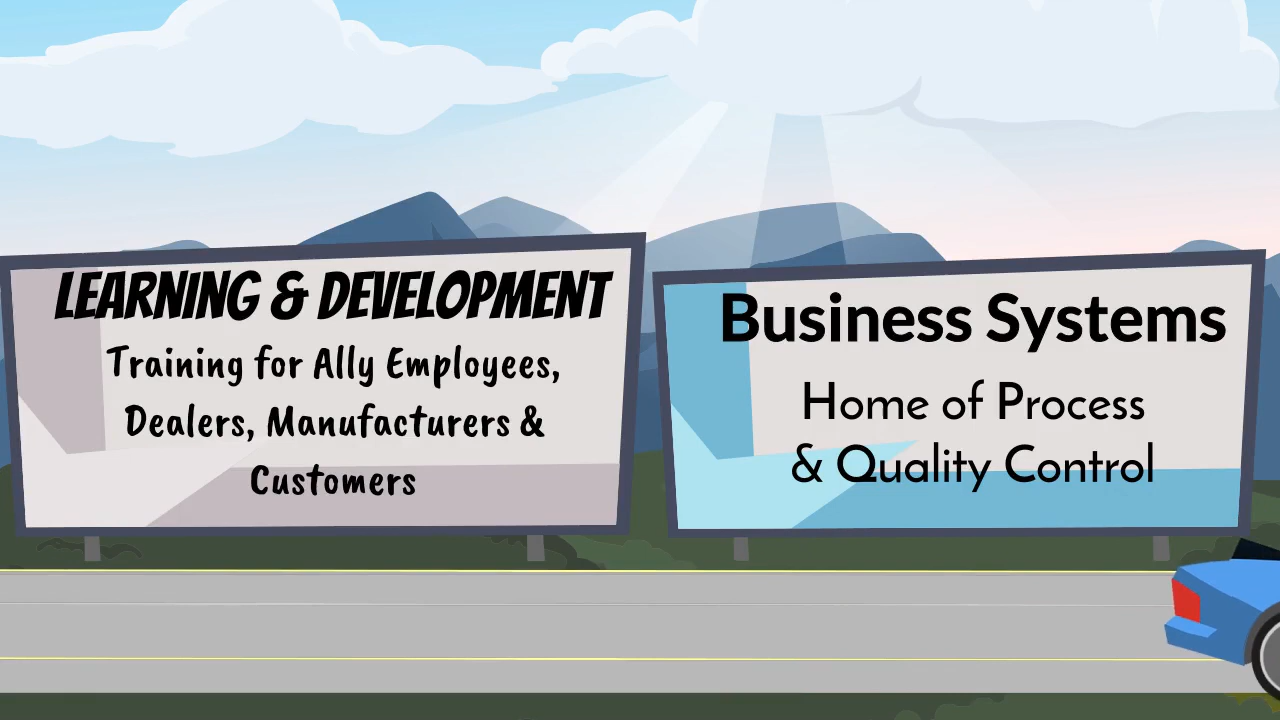 LEARNING & DEVELOPMENT
Training for Ally Employees,
Dealers, Manufacturers &
Customers
Business Systems
Home of Process
& Quality Control